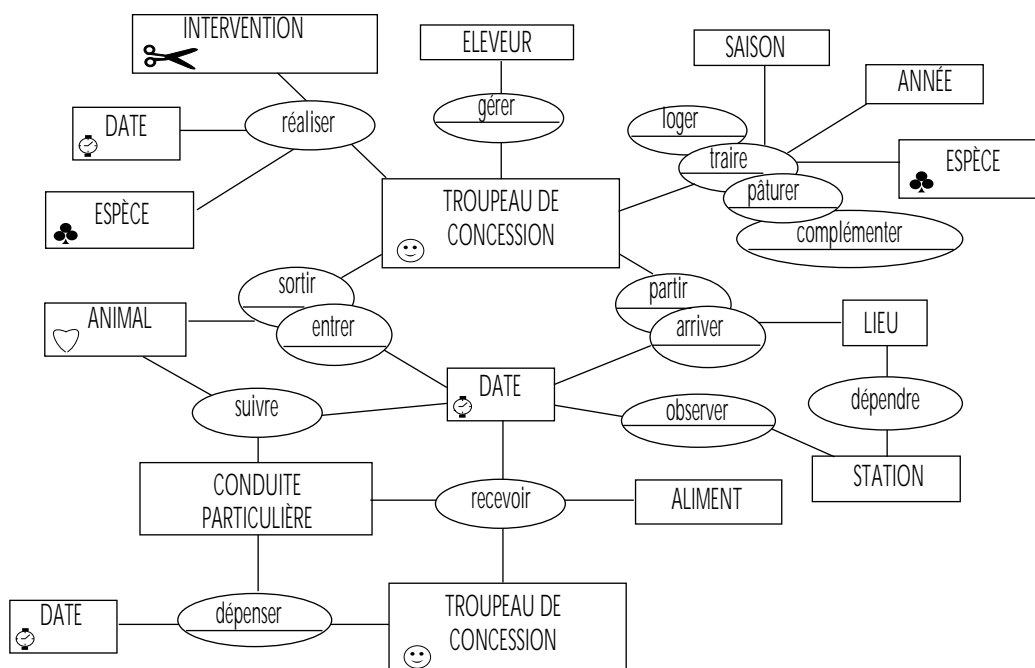 INTERVENTION
ELEVEUR
SAISON
ANNÉE
DATE
réaliser
gérer
loger
traire
ESPÈCE
pâturer
complémenter
ESPÈCE
TROUPEAU DE
CONCESSION
sortir
entrer
partir
arriver
ANIMAL
LIEU
DATE
suivre
observer
dépendre
CONDUITE
PARTICULIÈRE
recevoir
ALIMENT
STATION
DATE
dépenser
TROUPEAU DE
CONCESSION